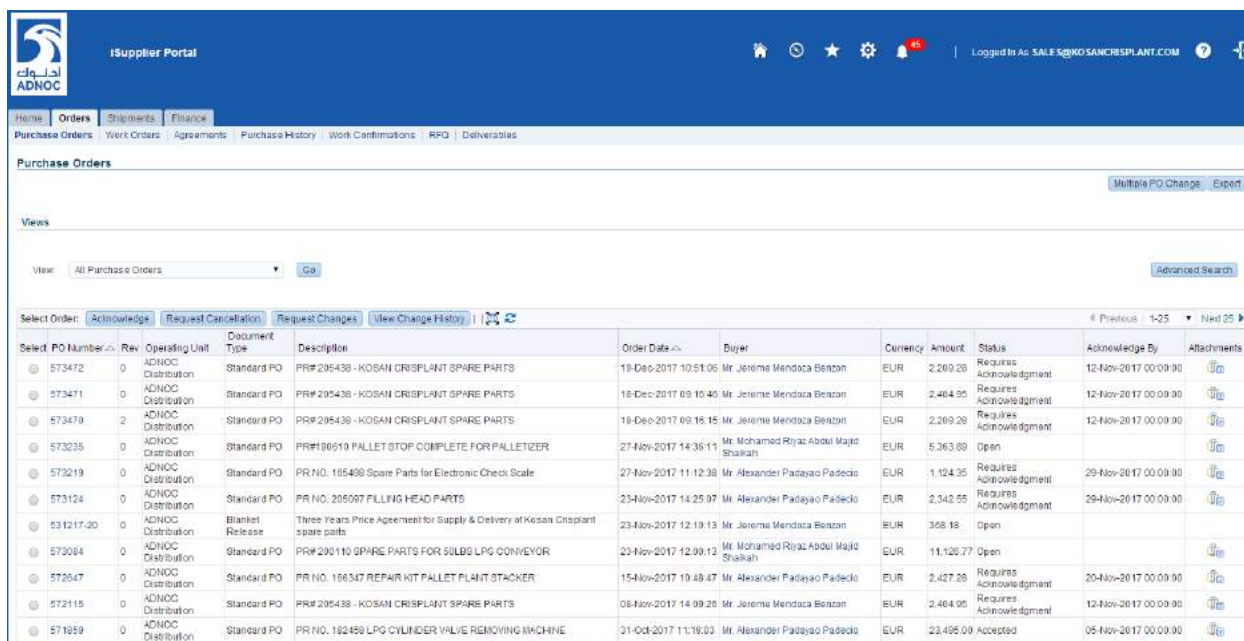 أدنوك
ADNOC
iSupplier Portal
45
Logged In As SALES@KOSANCRISPLANT.COM
Home Orders Shipments Finance
Purchase Orders Work Orders Agreements Purchase History Work Confirmations RFQ Deliverables
Purchase Orders
Multiple PO Change Export
Views
View All Purchase Orders Go
Advanced Search
Select Order: Acknowledge Request Cancellation Request Changes View Change History
Previous 1-25 Next 25
Select PO Number Rev Operating Unit Document Type Description Order Date Buyer Currency Amount Status Acknowledge By Attachments
573472 0 ADNOC Distribution Standard PO PR# 205438 - KOSAN CRISPLANT SPARE PARTS 10:51:06 Mr. Jerome Mendoza Benzon EUR 2,209.28 Requires Acknowledgment 12-Nov-2017 00:00:00
573471 0 ADNOC Distribution Standard PO PR# 205438 - KOSAN CRISPLANT SPARE PARTS Mr. Jerome Mendoza Benzon EUR 2,404.95 Requires Acknowledgment 12-Nov-2017 00:00:00
573470 2 ADNOC Distribution Standard PO PR# 205438 - KOSAN CRISPLANT SPARE PARTS 09:16:15 Mr. Jerome Mendoza Benzon EUR 2,209.28 Requires Acknowledgment 12-Nov-2017 00:00:00
573235 0 ADNOC Distribution Standard PO PALLET STOP COMPLETE FOR PALLETIZER 27-Nov-2017 14:36:11 Mr. Mohamed Riyaz Abdul Majid Shaikah EUR 5,363.89 Open
573219 0 ADNOC Distribution Standard PO PR NO. 165498 Spare Parts for Electronic Check Scale 27-Nov-2017 11:12:38 Mr. Alexander Padayao Padecio EUR 1,124.35 Requires Acknowledgment 29-Nov-2017 00:00:00
573124 0 ADNOC Distribution Standard PO PR NO. 205097 FILLING HEAD PARTS 23-Nov-2017 14:25:07 Mr. Alexander Padayao Padecio EUR 2,342.55 Requires Acknowledgment 29-Nov-2017 00:00:00
531217-20 0 ADNOC Distribution Blanket Release Three Years Price Ageement for Supply & Delivery of Kosan Crisplant spare parts 23-Nov-2017 12:10:13 Mr. Jerome Mendoza Benzon EUR 368.18 Open
573084 0 ADNOC Distribution Standard PO PR# 200110 SPARE PARTS FOR 50LBS LPG CONVEYOR 23-Nov-2017 12:00:13 Mr. Mohamed Riyaz Abdul Majid Shaikah EUR 11,126.77 Open
572647 0 ADNOC Distribution Standard PO PR NO. 166347 REPAIR KIT PALLET PLANT STACKER 15-Nov-2017 10:48:47 Mr. Alexander Padayao Padecio EUR 2,427.28 Requires Acknowledgment 20-Nov-2017 00:00:00
572115 0 ADNOC Distribution Standard PO PR# 205438 - KOSAN CRISPLANT SPARE PARTS 08-Nov-2017 14:09:26 Mr. Jerome Mendoza Benzon EUR 2,404.95 Requires Acknowledgment 12-Nov-2017 00:00:00
571859 0 ADNOC Distribution Standard PO PR NO. 182458 LPG CYLINDER VALVE REMOVING MACHINE 31-Oct-2017 11:19:03 Mr. Alexander Padayao Padecio EUR 23,495.00 Accepted 05-Nov-2017 00:00:00